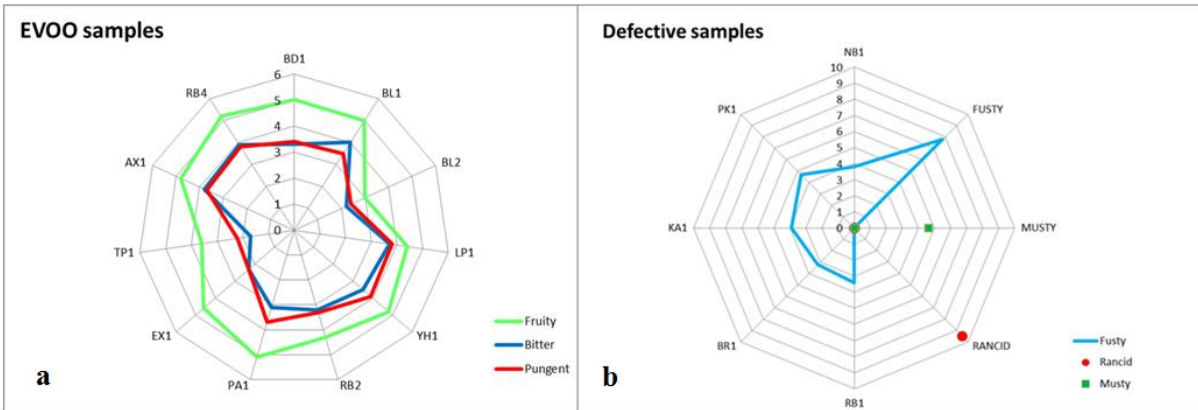 EVOO samples
BD1
BL1
BL2
LP1
YH1
RB2
PA1
EX1
TP1
AX1
RB4
6
5
4
3
2
1
0
Fruity
Bitter
Pungent
a
Defective samples
NB1
FUSTY
MUSTY
RANCID
RB1
BR1
KA1
PK1
10
9
8
7
6
5
4
3
2
1
0
Fusty
Rancid
Musty
b